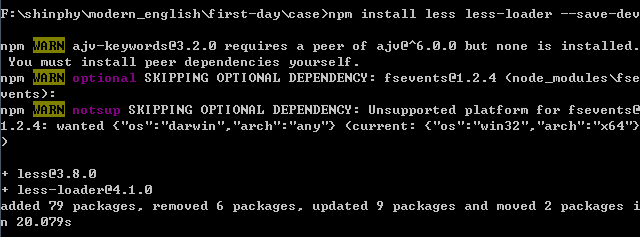 F:\shinphy\modern_english\first-day\case>npm install less less-loader --save-dev
npm WARN ajv-keywords@3.2.0 requires a peer of ajv@^6.0.0 but none is installed.
 You must install peer dependencies yourself.
npm WARN optional SKIPPING OPTIONAL DEPENDENCY: fsevents@1.2.4 (node_modules\fse
vents):
npm WARN notsup SKIPPING OPTIONAL DEPENDENCY: Unsupported platform for fsevents@
1.2.4: wanted {"os":"darwin","arch":"any"} (current: {"os":"win32","arch":"x64"}
)
+ less@3.8.0
+ less-loader@4.1.0
added 79 packages, removed 6 packages, updated 9 packages and moved 2 packages i
n 20.079s